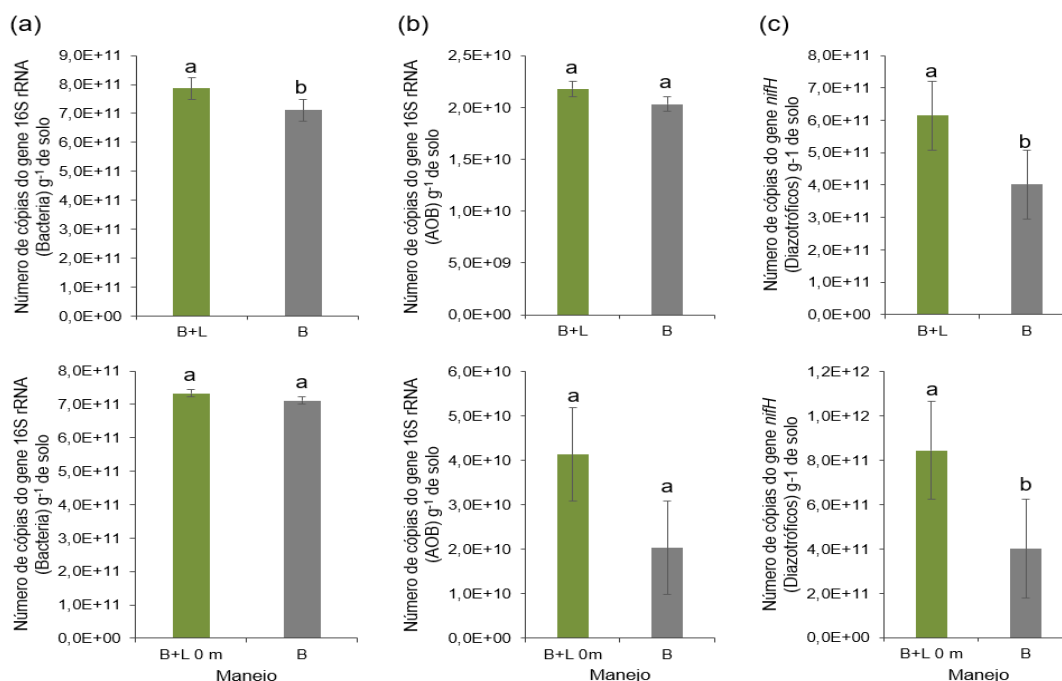 (a)
Número de cópias do gene 16S rRNA
(Bacteria) g⁻¹ de solo
9,0E+11
8,0E+11
7,0E+11
6,0E+11
5,0E+11
4,0E+11
3,0E+11
2,0E+11
1,0E+11
0,0E+00
a
b
B+L
B
(b)
Número de cópias do gene 16S rRNA
(AOB) g⁻¹ de solo
2,5E+10
2,0E+10
1,5E+10
1,0E+10
5,0E+09
0,0E+00
a
a
B+L
B
(c)
Número de cópias do gene nifH
(Diazotróficos) g-1 de solo
8,0E+11
7,0E+11
6,0E+11
5,0E+11
4,0E+11
3,0E+11
2,0E+11
1,0E+11
0,0E+00
a
b
B+L
B
Número de cópias do gene 16S rRNA
(Bacteria) g⁻¹ de solo
8,0E+11
7,0E+11
6,0E+11
5,0E+11
4,0E+11
3,0E+11
2,0E+11
1,0E+11
0,0E+00
a
a
B+L 0 m
B
Manejo
Número de cópias do gene 16S rRNA
(AOB) g⁻¹ de solo
6,0E+10
5,0E+10
4,0E+10
3,0E+10
2,0E+10
1,0E+10
0,0E+00
a
a
B+L 0m
B
Manejo
Número de cópias do gene nifH
(Diazotróficos) g-1 de solo
1,2E+12
1,0E+12
8,0E+11
6,0E+11
4,0E+11
2,0E+11
0,0E+00
a
b
B+L 0 m
B
Manejo